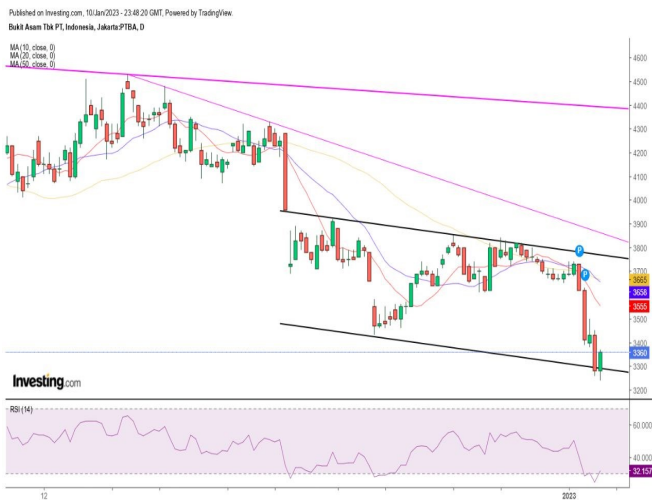 Published on Investing.com, 10/Jan/2023 - 23:48:20 GMT, Powered by TradingView.
Bukit Asam Tbk PT, Indonesia, Jakarta:PTBA, D
MA (10, close, 0)
MA (20, close, 0)
MA (50, close, 0)
4600
4500
4400
4300
4200
4100
4000
3900
3800
P
P
3700
3665
3658
3555
3500
3400
3360
3300
3200
Investing.com
RSI (14)
60.000
40.000
32.157
12
2023